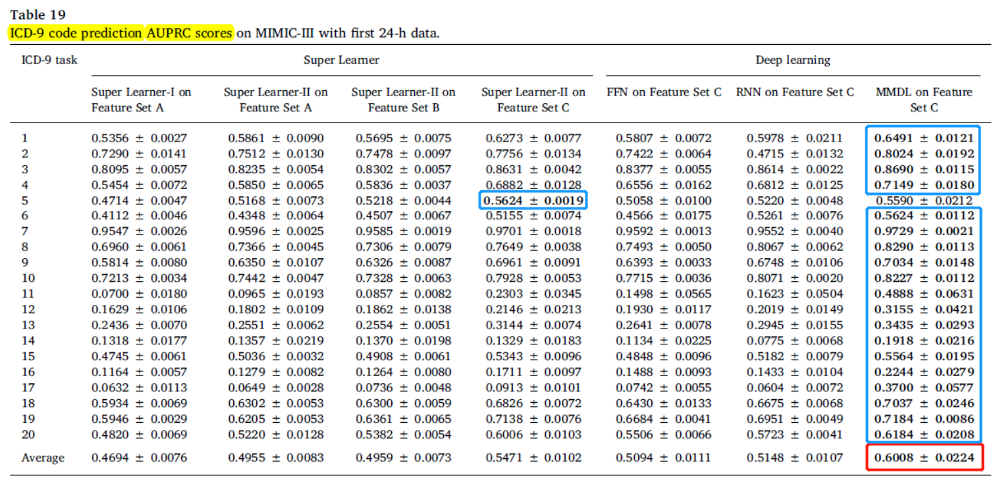 Table 19
ICD-9 code prediction AUPRC scores on MIMIC-III with first 24-h data.
ICD-9 task Super Learner Deep learning
Super Learner-I on Feature Set A Super Learner-II on Feature Set A Super Learner-II on Feature Set B Super Learner-II on Feature Set C FFN on Feature Set C RNN on Feature Set C MMDL on Feature Set C
1 0.5356 ± 0.0027 0.5861 ± 0.0090 0.5695 ± 0.0075 0.6273 ± 0.0077 0.5807 ± 0.0072 0.5978 ± 0.0211 0.6491 ± 0.0121
2 0.7290 ± 0.0141 0.7512 ± 0.0130 0.7478 ± 0.0097 0.7756 ± 0.0134 0.7422 ± 0.0064 0.4715 ± 0.0132 0.8024 ± 0.0192
3 0.8095 ± 0.0057 0.8235 ± 0.0054 0.8302 ± 0.0057 0.8631 ± 0.0042 0.8377 ± 0.0055 0.8614 ± 0.0022 0.8690 ± 0.0115
4 0.5454 ± 0.0072 0.5850 ± 0.0065 0.5836 ± 0.0037 0.6882 ± 0.0128 0.6556 ± 0.0162 0.6812 ± 0.0125 0.7149 ± 0.0180
5 0.4714 ± 0.0047 0.5168 ± 0.0073 0.5218 ± 0.0044 0.5624 ± 0.0019 0.5058 ± 0.0100 0.5220 ± 0.0048 0.5590 ± 0.0212
6 0.4112 ± 0.0046 0.4348 ± 0.0064 0.4507 ± 0.0067 0.5155 ± 0.0074 0.4566 ± 0.0175 0.5261 ± 0.0076 0.5624 ± 0.0112
7 0.9547 ± 0.0026 0.9596 ± 0.0025 0.9585 ± 0.0019 0.9701 ± 0.0018 0.9592 ± 0.0013 0.9552 ± 0.0040 0.9729 ± 0.0021
8 0.6960 ± 0.0061 0.7366 ± 0.0045 0.7306 ± 0.0079 0.7649 ± 0.0038 0.7493 ± 0.0050 0.8067 ± 0.0062 0.8290 ± 0.0113
9 0.5814 ± 0.0080 0.6350 ± 0.0107 0.6326 ± 0.0087 0.6961 ± 0.0091 0.6393 ± 0.0033 0.6748 ± 0.0106 0.7034 ± 0.0148
10 0.7213 ± 0.0034 0.7442 ± 0.0047 0.7328 ± 0.0063 0.7928 ± 0.0053 0.7715 ± 0.0036 0.8071 ± 0.0020 0.8227 ± 0.0112
11 0.0700 ± 0.0180 0.0965 ± 0.0193 0.0857 ± 0.0082 0.2303 ± 0.0345 0.1498 ± 0.0565 0.1623 ± 0.0504 0.4888 ± 0.0631
12 0.1629 ± 0.0106 0.1802 ± 0.0109 0.1862 ± 0.0138 0.2146 ± 0.0213 0.1930 ± 0.0117 0.2019 ± 0.0149 0.3155 ± 0.0421
13 0.2436 ± 0.0070 0.2551 ± 0.0062 0.2554 ± 0.0051 0.3144 ± 0.0074 0.2641 ± 0.0078 0.2945 ± 0.0155 0.3435 ± 0.0293
14 0.1318 ± 0.0177 0.1357 ± 0.0219 0.1370 ± 0.0198 0.1329 ± 0.0183 0.1134 ± 0.0225 0.0775 ± 0.0068 0.1918 ± 0.0216
15 0.4745 ± 0.0061 0.5036 ± 0.0032 0.4908 ± 0.0061 0.5343 ± 0.0096 0.4848 ± 0.0096 0.5182 ± 0.0079 0.5564 ± 0.0195
16 0.1164 ± 0.0057 0.1279 ± 0.0082 0.1264 ± 0.0080 0.1711 ± 0.0097 0.1488 ± 0.0093 0.1433 ± 0.0104 0.2244 ± 0.0279
17 0.0632 ± 0.0113 0.0649 ± 0.0028 0.0736 ± 0.0048 0.0913 ± 0.0101 0.0742 ± 0.0055 0.0604 ± 0.0072 0.3700 ± 0.0577
18 0.5934 ± 0.0069 0.6302 ± 0.0053 0.6300 ± 0.0059 0.6826 ± 0.0072 0.6430 ± 0.0133 0.6675 ± 0.0068 0.7037 ± 0.0246
19 0.5946 ± 0.0029 0.6205 ± 0.0053 0.6361 ± 0.0065 0.7138 ± 0.0076 0.6684 ± 0.0041 0.6951 ± 0.0049 0.7184 ± 0.0086
20 0.4820 ± 0.0069 0.5220 ± 0.0128 0.5382 ± 0.0054 0.6006 ± 0.0103 0.5506 ± 0.0066 0.5723 ± 0.0041 0.6184 ± 0.0208
Average 0.4694 ± 0.0076 0.4955 ± 0.0083 0.4959 ± 0.0073 0.5471 ± 0.0102 0.5094 ± 0.0111 0.5148 ± 0.0107 0.6008 ± 0.0224